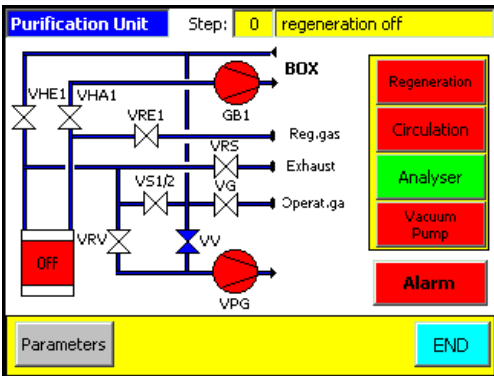 Purification Unit Step: 0 regeneration off
BOX
VHE1 VHA1
GB1
VRE1
Reg.gas
VRS
Exhaust
VS1/2 VG
Operat.ga
VRV VV
OFF
VPG
Regeneration
Circulation
Analyser
Vacuum
Pump
Alarm
Parameters
END